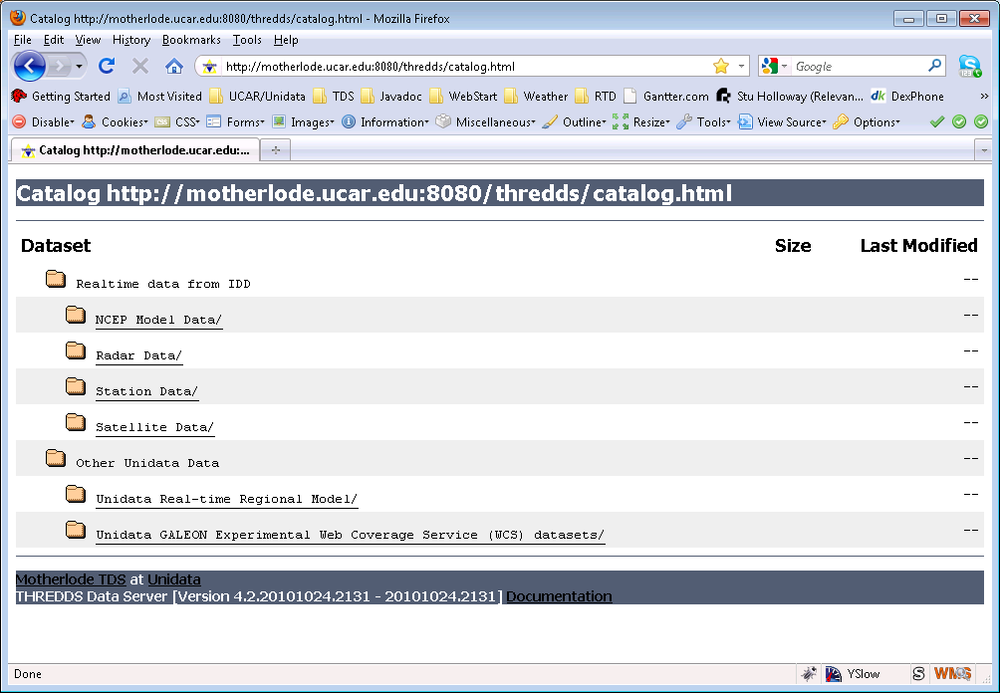 Catalog http://motherlode.ucar.edu:8080/thredds/catalog.html - Mozilla Firefox
File Edit View History Bookmarks Tools Help
http://motherlode.ucar.edu:8080/thredds/catalog.html Google
Getting Started Most Visited UCAR/Unidata TDS Javadoc WebStart Weather RTD Gantter.com Stu Holloway (Relevan... dk DexPhone »
Disable Cookies CSS Forms Images Information Miscellaneous Outline Resize Tools View Source Options
Catalog http://motherlode.ucar.edu:...
Catalog http://motherlode.ucar.edu:8080/thredds/catalog.html
Dataset Size Last Modified
Realtime data from IDD --
NCEP Model Data/ --
Radar Data/ --
Station Data/ --
Satellite Data/ --
Other Unidata Data --
Unidata Real-time Regional Model/ --
Unidata GALEON Experimental Web Coverage Service (WCS) datasets/ --
Motherlode TDS at Unidata
THREDDS Data Server [Version 4.2.20101024.2131 - 20101024.2131] Documentation
Done YSlow S WMS